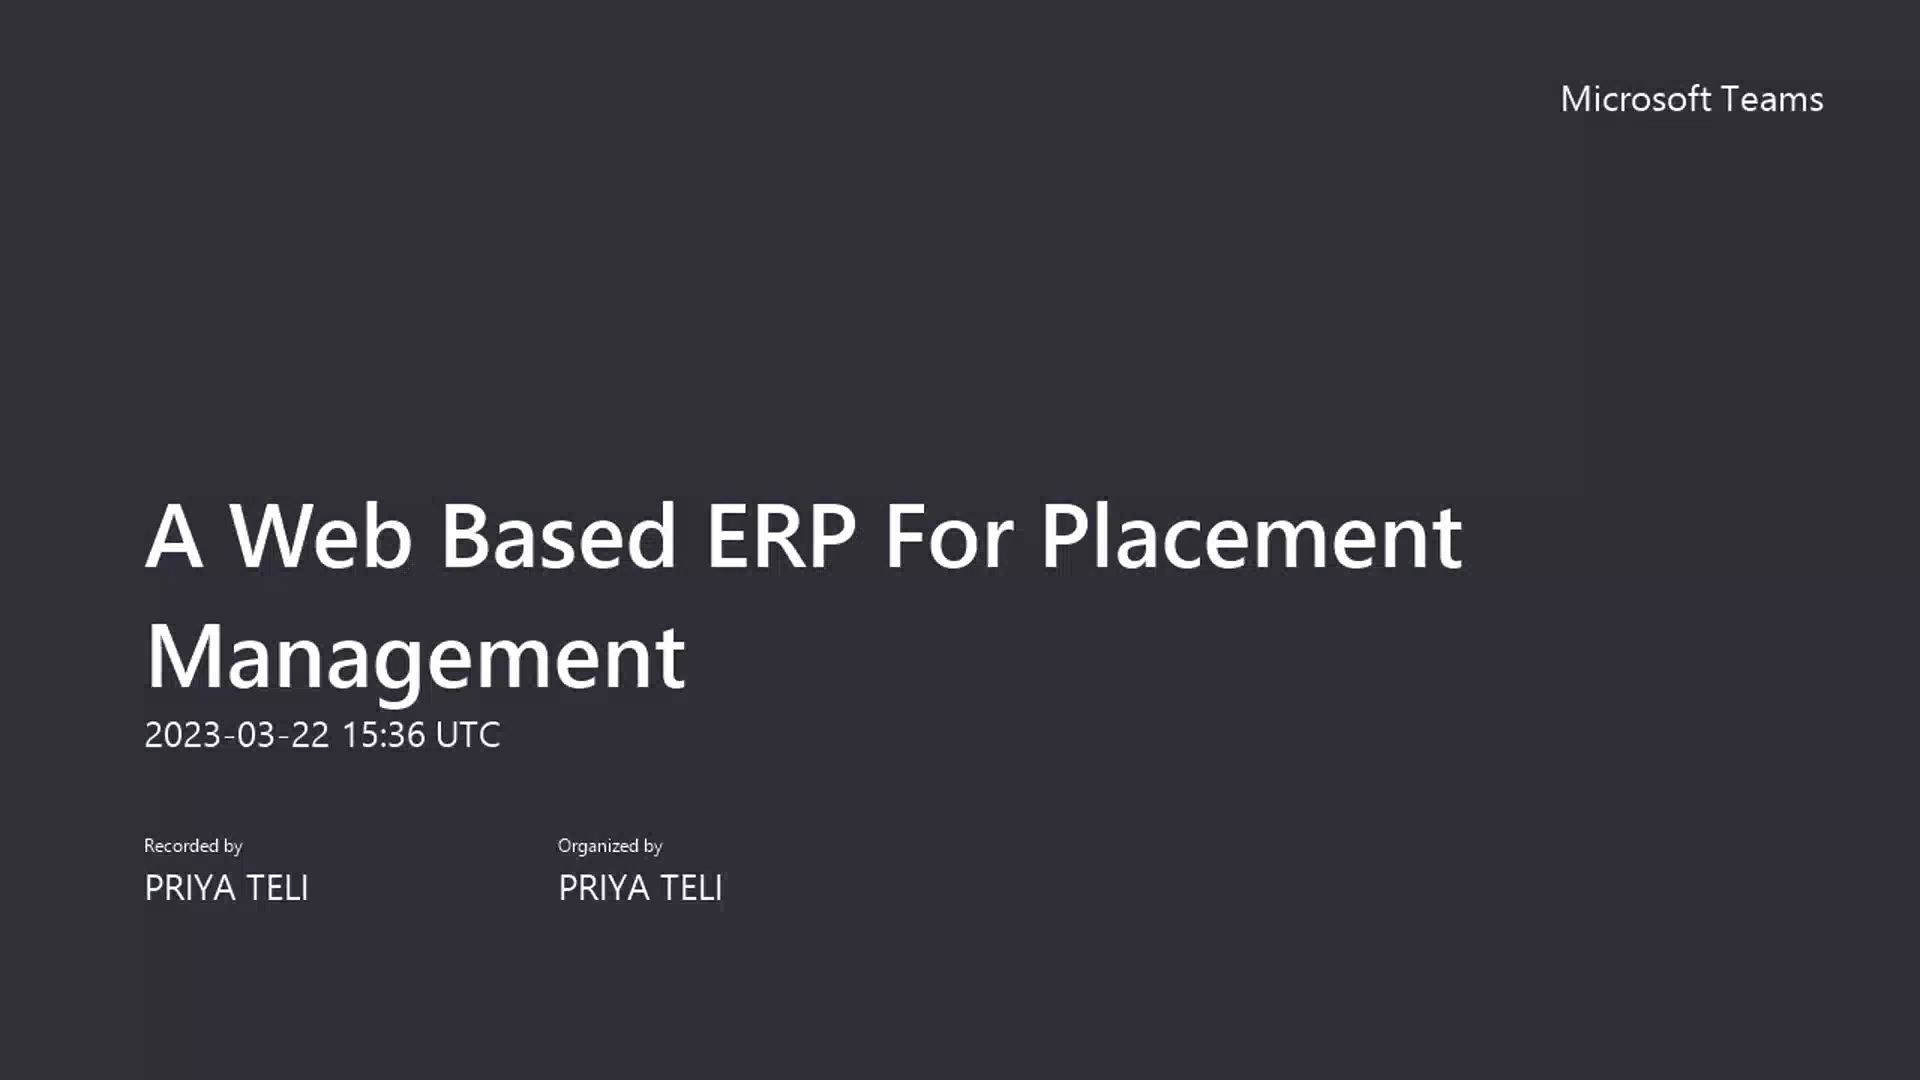 Microsoft Teams
A Web Based ERP For Placement
Management
2023-03-22 15:36 UTC
Recorded by
PRIYA TELI
Organized by
PRIYA TELI